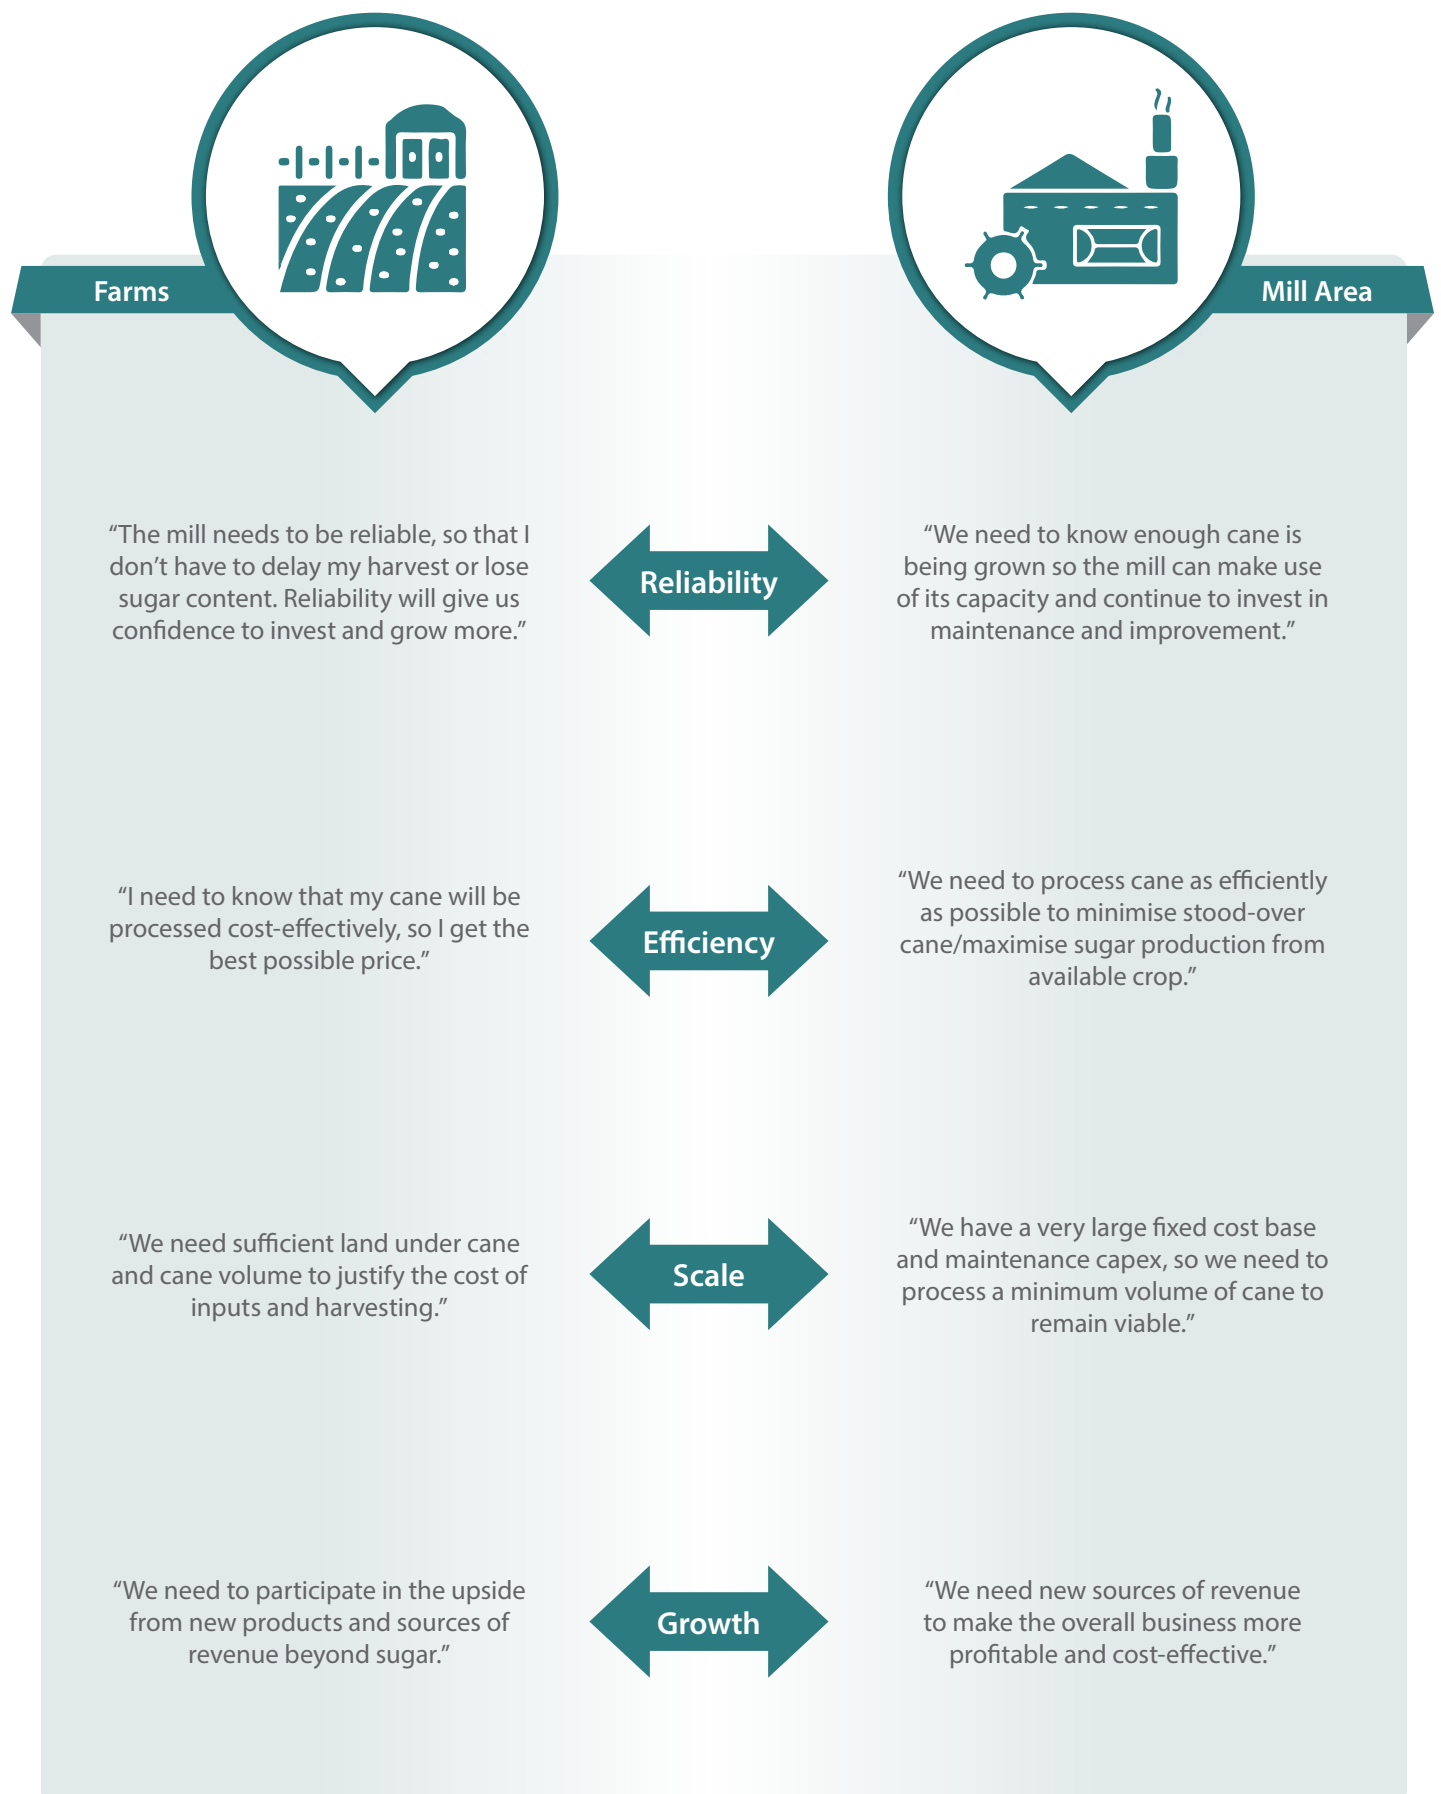 Farms
Mill Area
“The mill needs to be reliable, so that I
don’t have to delay my harvest or lose
sugar content. Reliability will give us
confidence to invest and grow more.”
Reliability
“We need to know enough cane is
being grown so the mill can make use
of its capacity and continue to invest in
maintenance and improvement.”
“I need to know that my cane will be
processed cost-effectively, so I get the
best possible price.”
Efficiency
“We need to process cane as efficiently
as possible to minimise stood-over
cane/maximise sugar production from
available crop.”
“We need sufficient land under cane
and cane volume to justify the cost of
inputs and harvesting.”
Scale
“We have a very large fixed cost base
and maintenance capex, so we need to
process a minimum volume of cane to
remain viable.”
“We need to participate in the upside
from new products and sources of
revenue beyond sugar.”
Growth
“We need new sources of revenue
to make the overall business more
profitable and cost-effective.”